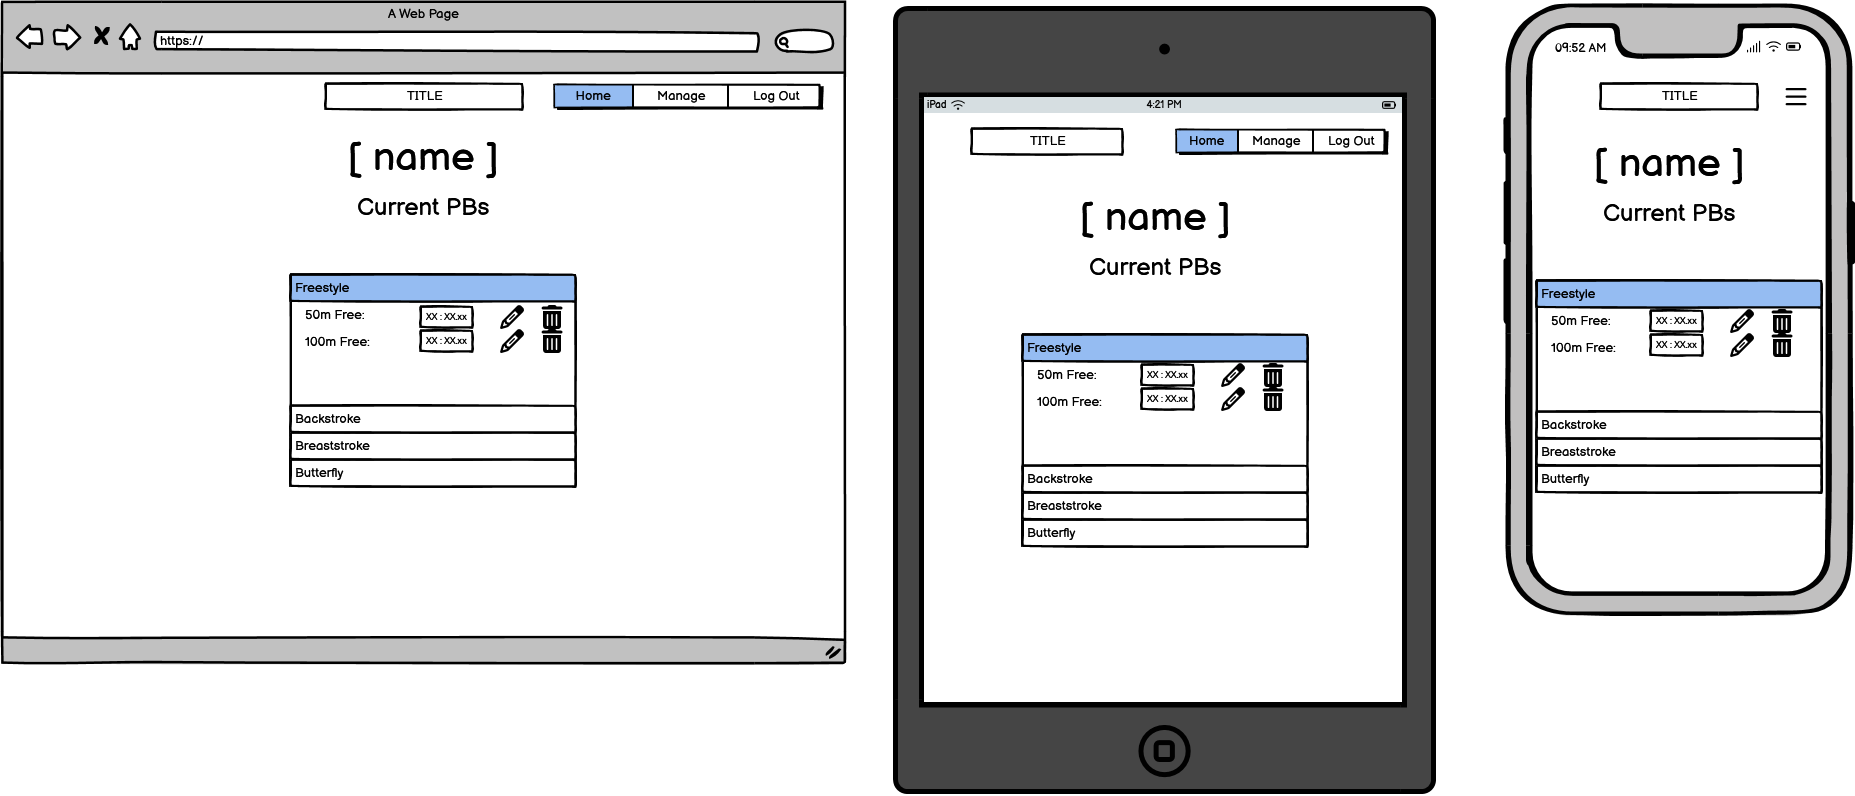 A Web Page
https://
TITLE
Home Manage Log Out
[ name ]
Current PBs
Freestyle
50m Free: XX : XX.xx
100m Free: XX : XX.xx
Backstroke
Breaststroke
Butterfly
iPad 4:21 PM
TITLE
Home Manage Log Out
[ name ]
Current PBs
Freestyle
50m Free: XX : XX.xx
100m Free: XX : XX.xx
Backstroke
Breaststroke
Butterfly
09:52 AM
TITLE
[ name ]
Current PBs
Freestyle
50m Free: XX : XX.xx
100m Free: XX : XX.xx
Backstroke
Breaststroke
Butterfly